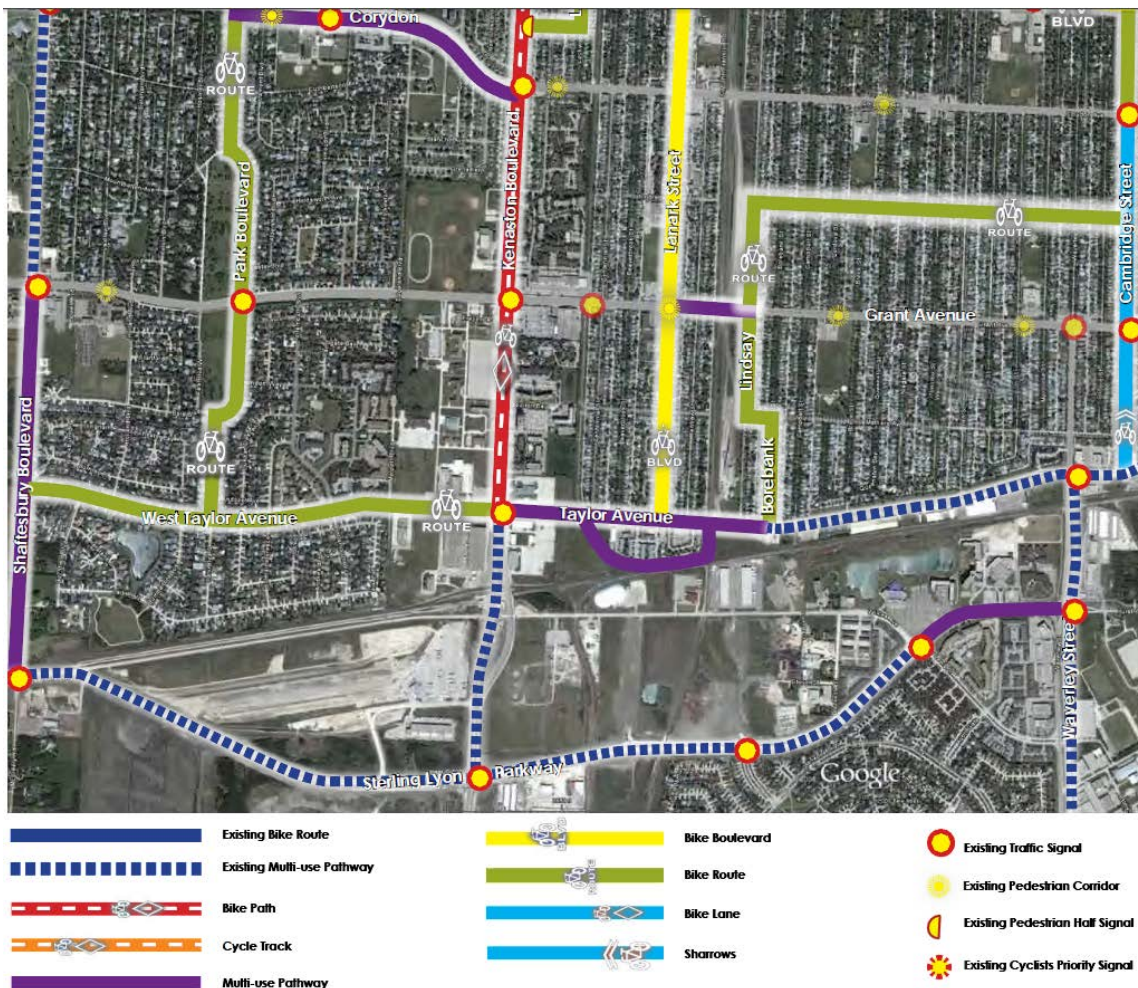 Corydon
BLVD
ROUTE
Kenaston Boulevard
Park Boulevard
Lanark Street
Cambridge Street
ROUTE
ROUTE
Grant Avenue
Lindsay
Shaftesbury Boulevard
ROUTE
BLVD
Borebank
West Taylor Avenue
ROUTE
Taylor Avenue
Waverley Street
Sterling Lyon Parkway
Google
Existing Bike Route
Existing Multi-use Pathway
Bike Path
Cycle Track
Multi-use Pathway
BLVD
Bike Boulevard
ROUTE
Bike Route
Bike Lane
Sharrows
Existing Traffic Signal
Existing Pedestrian Corridor
Existing Pedestrian Half Signal
Existing Cyclists Priority Signal